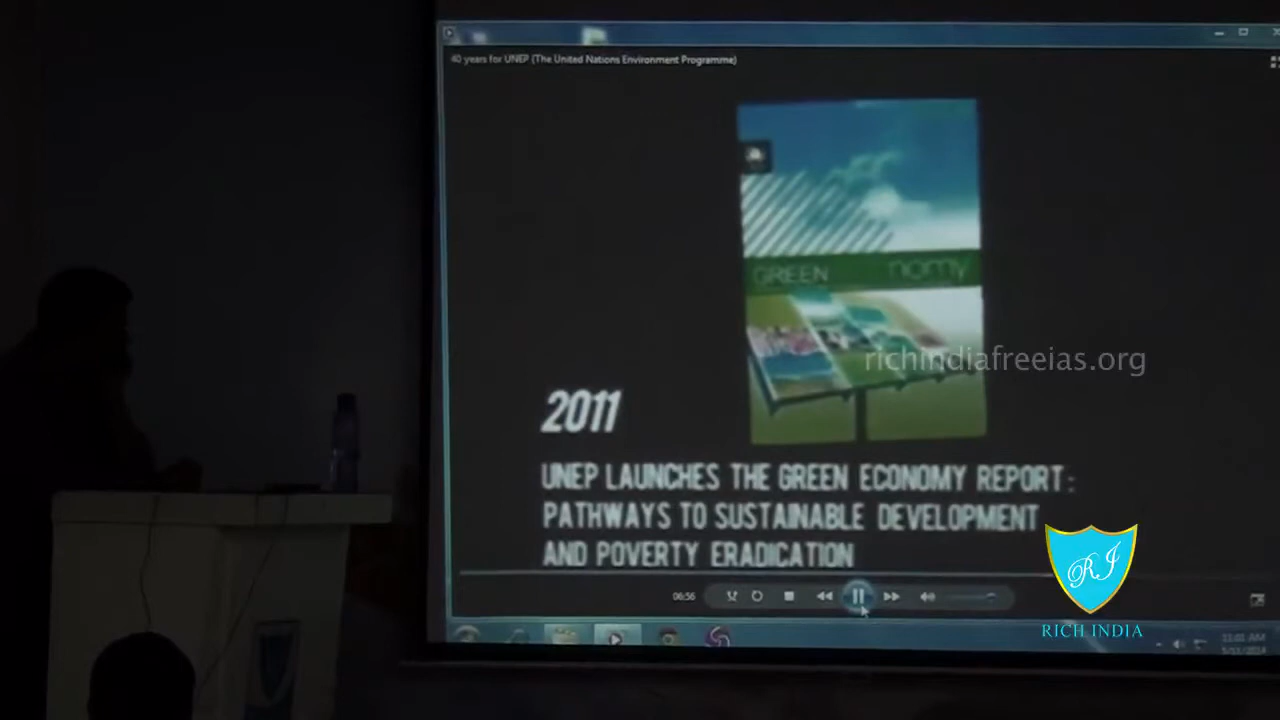 40 years for UNEP (The United Nations Environment Programme)
GREEN nomy
richindiafreeias.org
2011
UNEP LAUNCHES THE GREEN ECONOMY REPORT:
PATHWAYS TO SUSTAINABLE DEVELOPMENT
AND POVERTY ERADICATION
RI
RICH INDIA
06:56